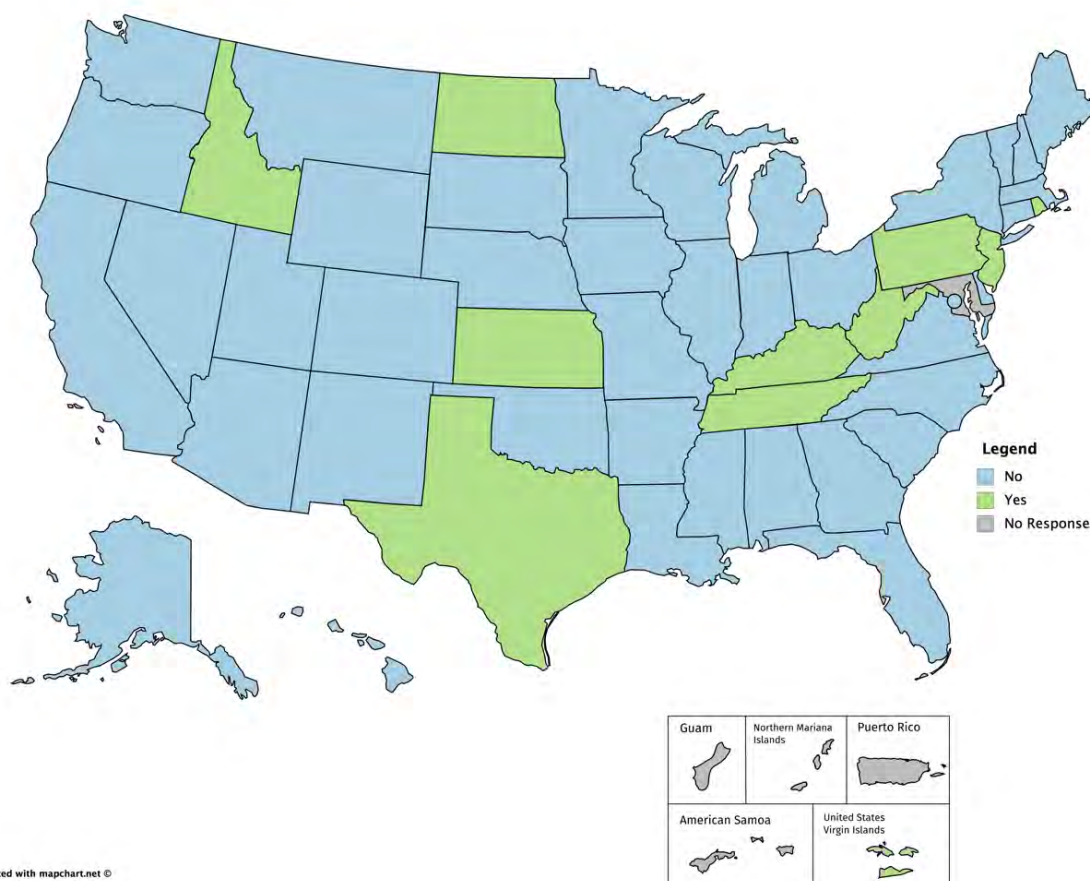 Legend
No
Yes
No Response
Guam
Northern Mariana
Islands
Puerto Rico
American Samoa
United States
Virgin Islands
ted with mapchart.net ©